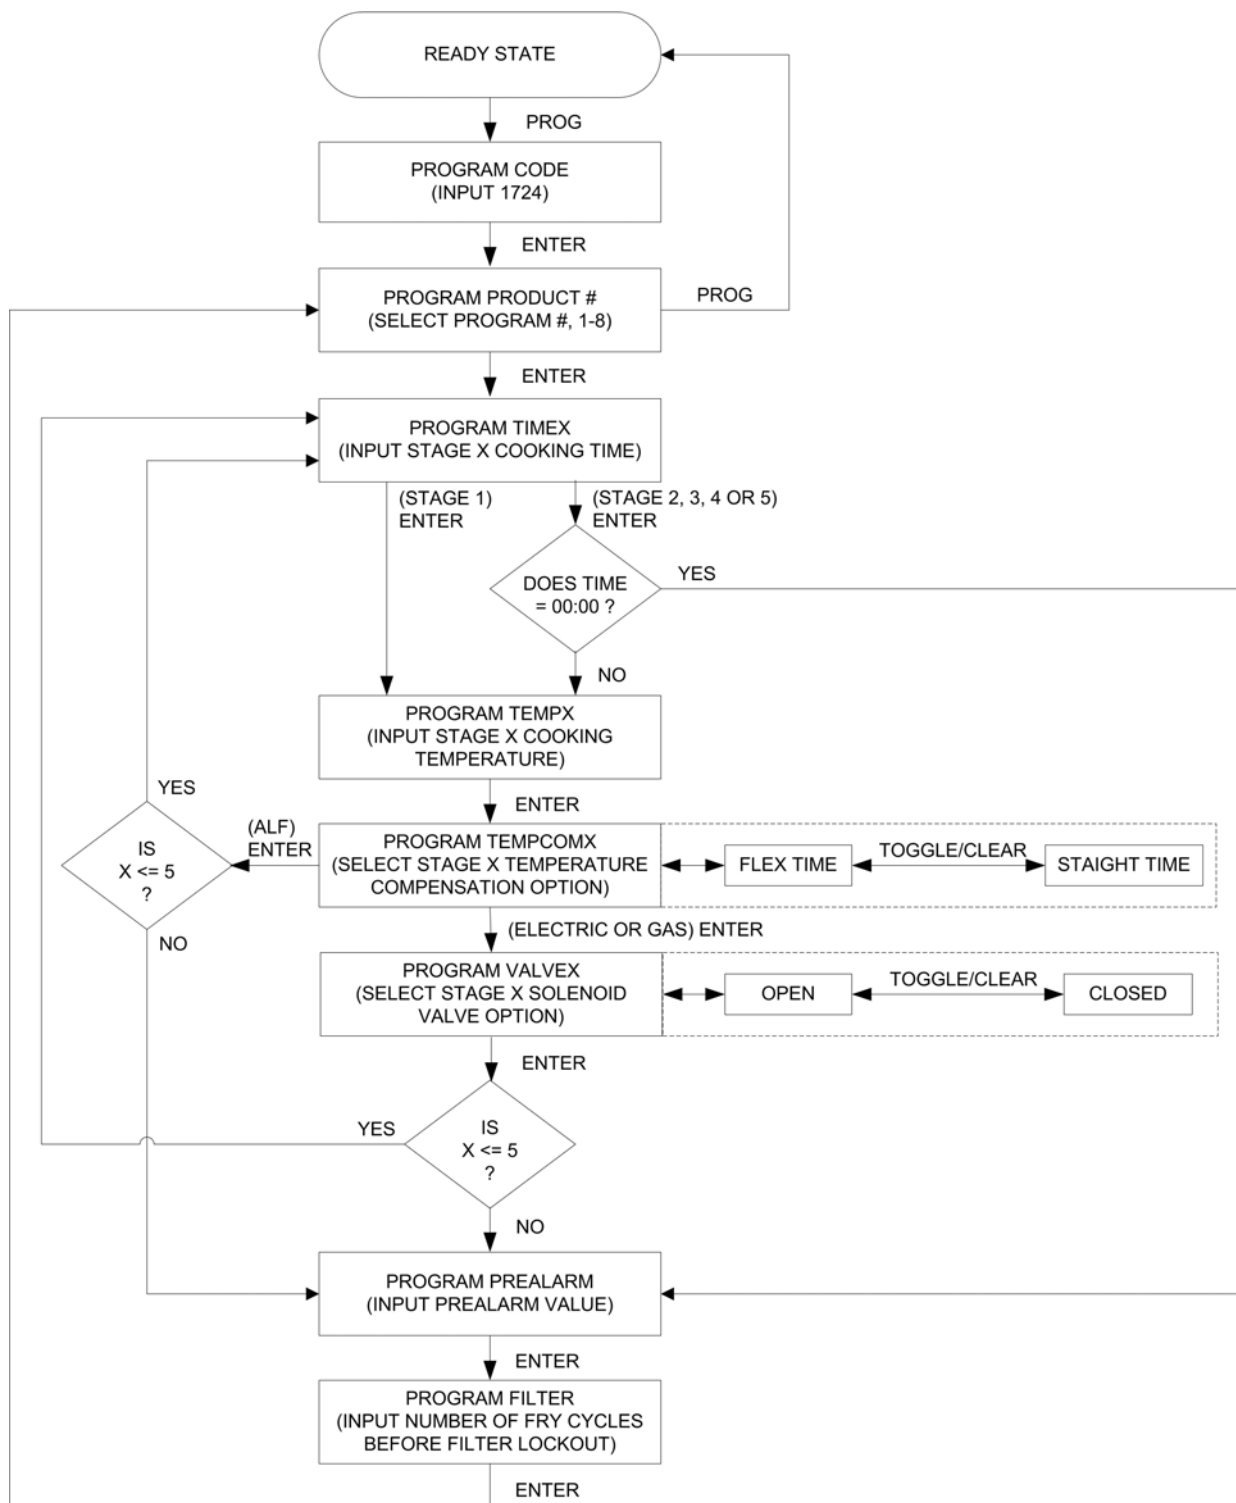 READY STATE
PROG
PROGRAM CODE
(INPUT 1724)
ENTER
PROGRAM PRODUCT #
(SELECT PROGRAM #, 1-8)
PROG
ENTER
PROGRAM TIMEX
(INPUT STAGE X COOKING TIME)
(STAGE 1)
ENTER
(STAGE 2, 3, 4 OR 5)
ENTER
DOES TIME
= 00:00 ?
YES
NO
PROGRAM TEMPX
(INPUT STAGE X COOKING
TEMPERATURE)
ENTER
YES
IS
X <= 5
?
NO
(ALF)
ENTER
PROGRAM TEMPCOMX
(SELECT STAGE X TEMPERATURE
COMPENSATION OPTION)
FLEX TIME
TOGGLE/CLEAR
STAIGHT TIME
(ELECTRIC OR GAS) ENTER
PROGRAM VALVEX
(SELECT STAGE X SOLENOID
VALVE OPTION)
OPEN
TOGGLE/CLEAR
CLOSED
ENTER
YES
IS
X <= 5
?
NO
PROGRAM PREALARM
(INPUT PREALARM VALUE)
ENTER
PROGRAM FILTER
(INPUT NUMBER OF FRY CYCLES
BEFORE FILTER LOCKOUT)
ENTER